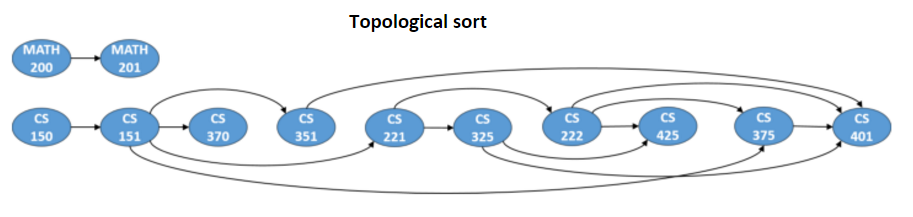 Topological sort
MATH
200
MATH
201
CS
150
CS
151
CS
370
CS
351
CS
221
CS
325
CS
222
CS
425
CS
375
CS
401